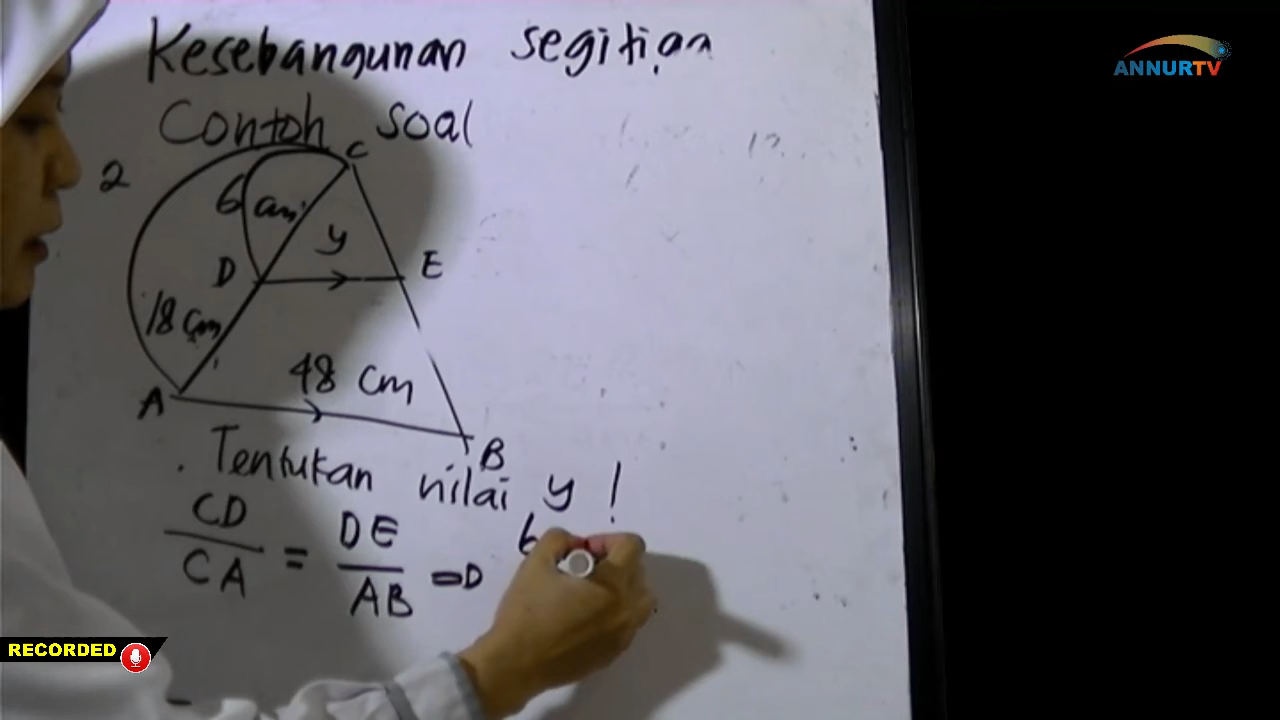 ANNURTV
Kesebangunan segitiga
Contoh soal
2
C
6 cm
y
D
E
18 cm
48 cm
A
B
Tentukan nilai y !
CD/CA = DE/AB => 6
RECORDED